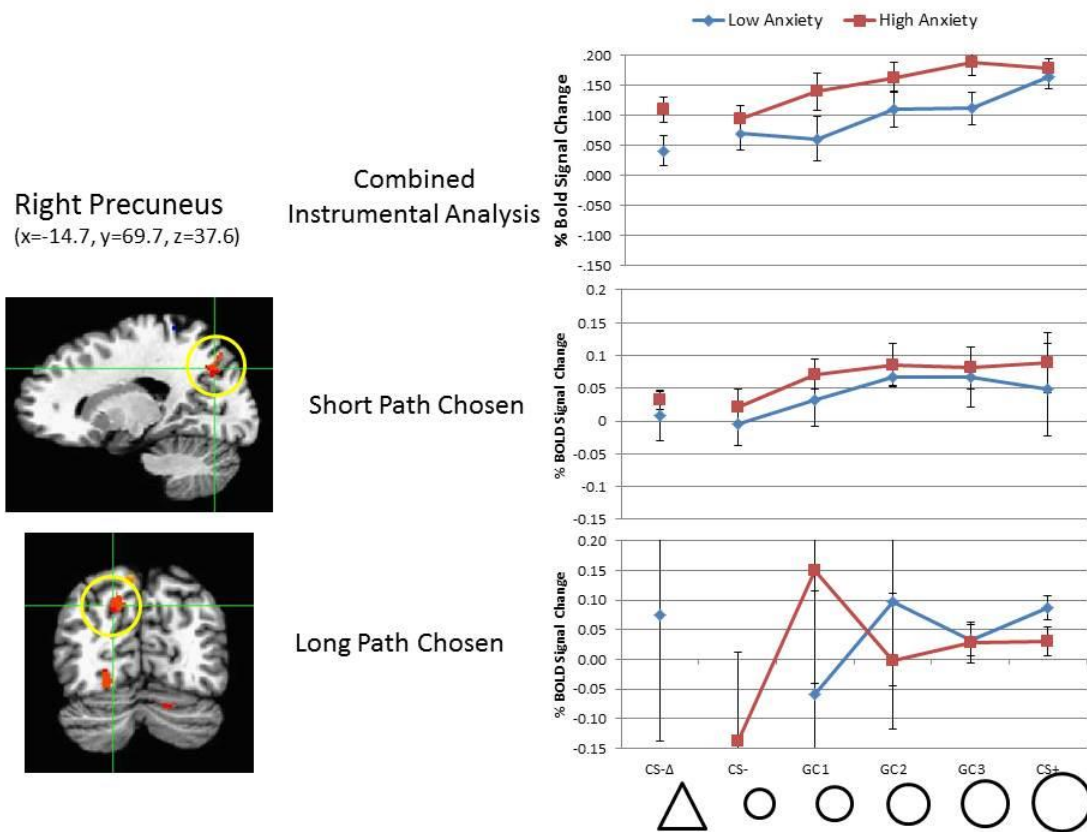 Low Anxiety High Anxiety
Right Precuneus
(x=-14.7, y=69.7, z=37.6)
Combined
Instrumental Analysis
% Bold Signal Change
.200
.150
.100
.050
.000
-.050
-.100
-.150
Short Path Chosen
% BOLD Signal Change
0.2
0.15
0.1
0.05
0
-0.05
-0.1
-0.15
Long Path Chosen
% BOLD Signal Change
0.20
0.15
0.10
0.05
0.00
-0.05
-0.10
-0.15
CS-Δ CS- GC1 GC2 GC3 CS+